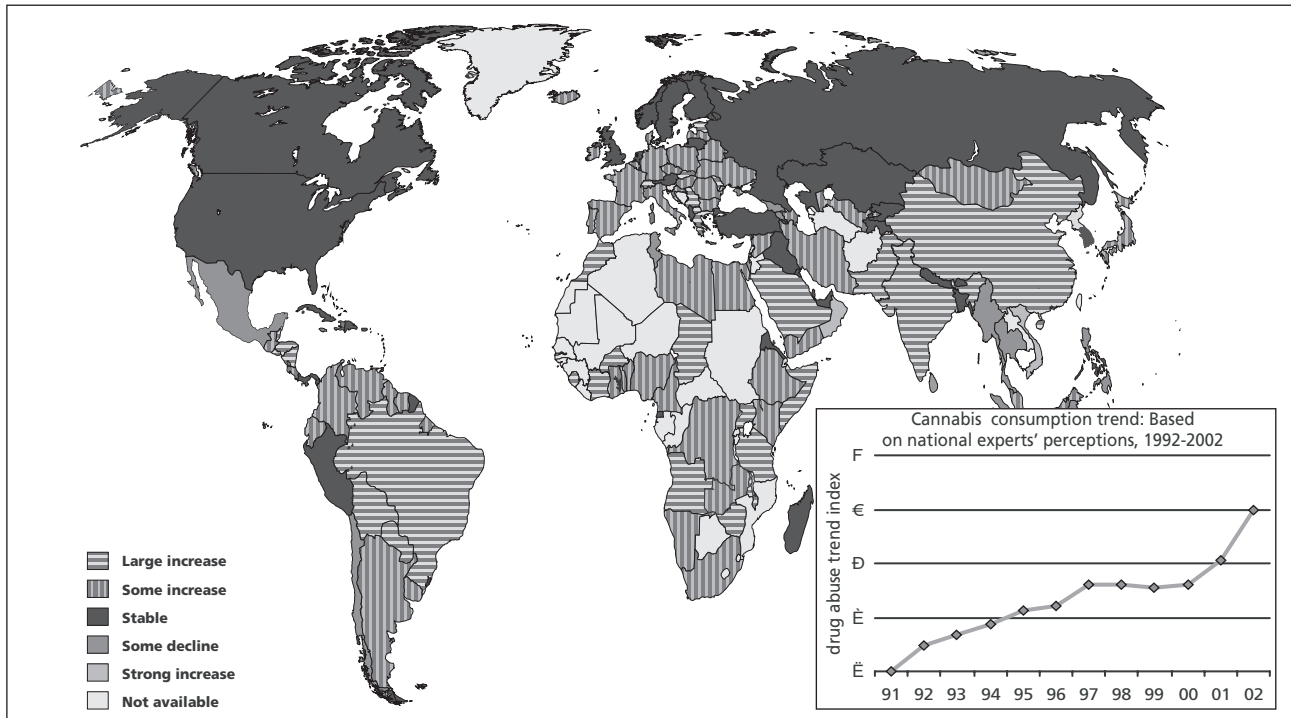 Large increase
Some increase
Stable
Some decline
Strong increase
Not available
Cannabis consumption trend: Based
on national experts' perceptions, 1992-2002
drug abuse trend index
F
€
Đ
È
Ë
91 92 93 94 95 96 97 98 99 00 01 02